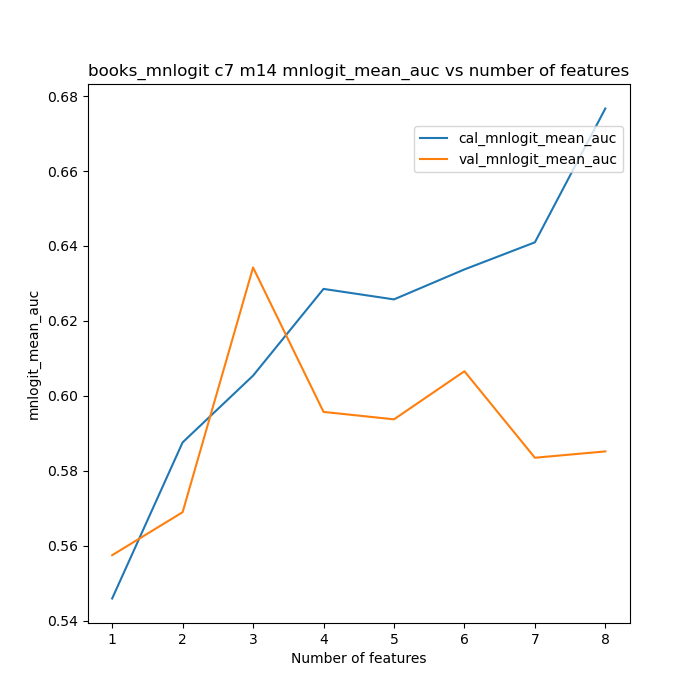 books_mnlogit c7 m14 mnlogit_mean_auc vs number of features
cal_mnlogit_mean_auc
val_mnlogit_mean_auc
mnlogit_mean_auc
0.68
0.66
0.64
0.62
0.60
0.58
0.56
0.54
1 2 3 4 5 6 7 8
Number of features